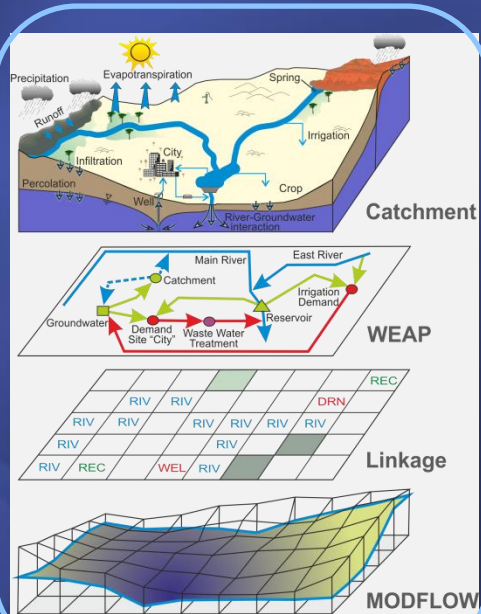 Precipitation
Evapotranspiration
Spring
Runoff
Irrigation
City
Infiltration
Percolation
Well
Crop
River-Groundwater
interaction
Catchment
Main River
East River
Catchment
Irrigation
Demand
Groundwater
Demand
Site "City"
Waste Water
Treatment
Reservoir
WEAP
REC
RIV RIV DRN
RIV RIV RIV RIV RIV RIV
RIV RIV
RIV REC WEL RIV
Linkage
MODFLOW